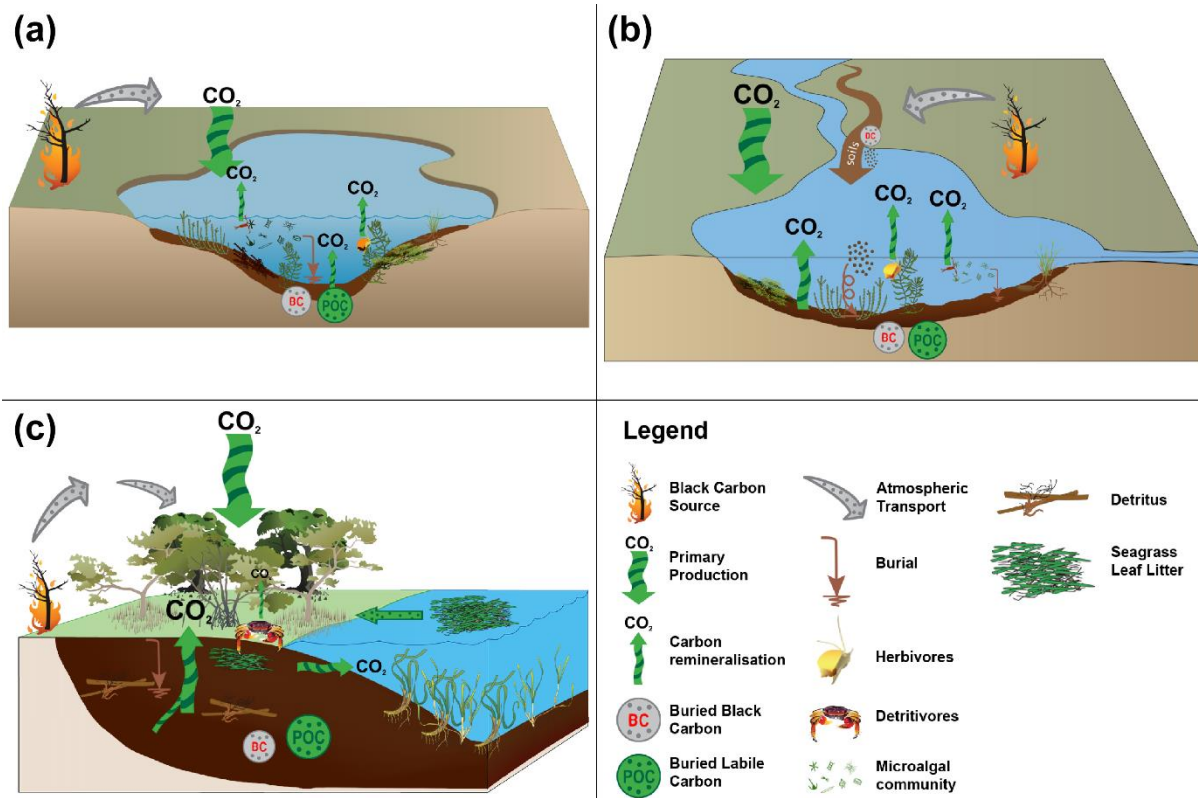 (a)
CO2
CO2
CO2
CO2
BC
POC
(b)
CO2
BC
soils
CO2
CO2
CO2
BC
POC
(c)
CO2
CO
CO2
CO2
BC
POC
Legend
Black Carbon
Source
Atmospheric
Transport
Detritus
CO2
Primary
Production
Burial
Seagrass
Leaf Litter
CO2
Carbon
remineralisation
Herbivores
BC
Buried Black
Carbon
Detritivores
POC
Buried Labile
Carbon
Microalgal
community